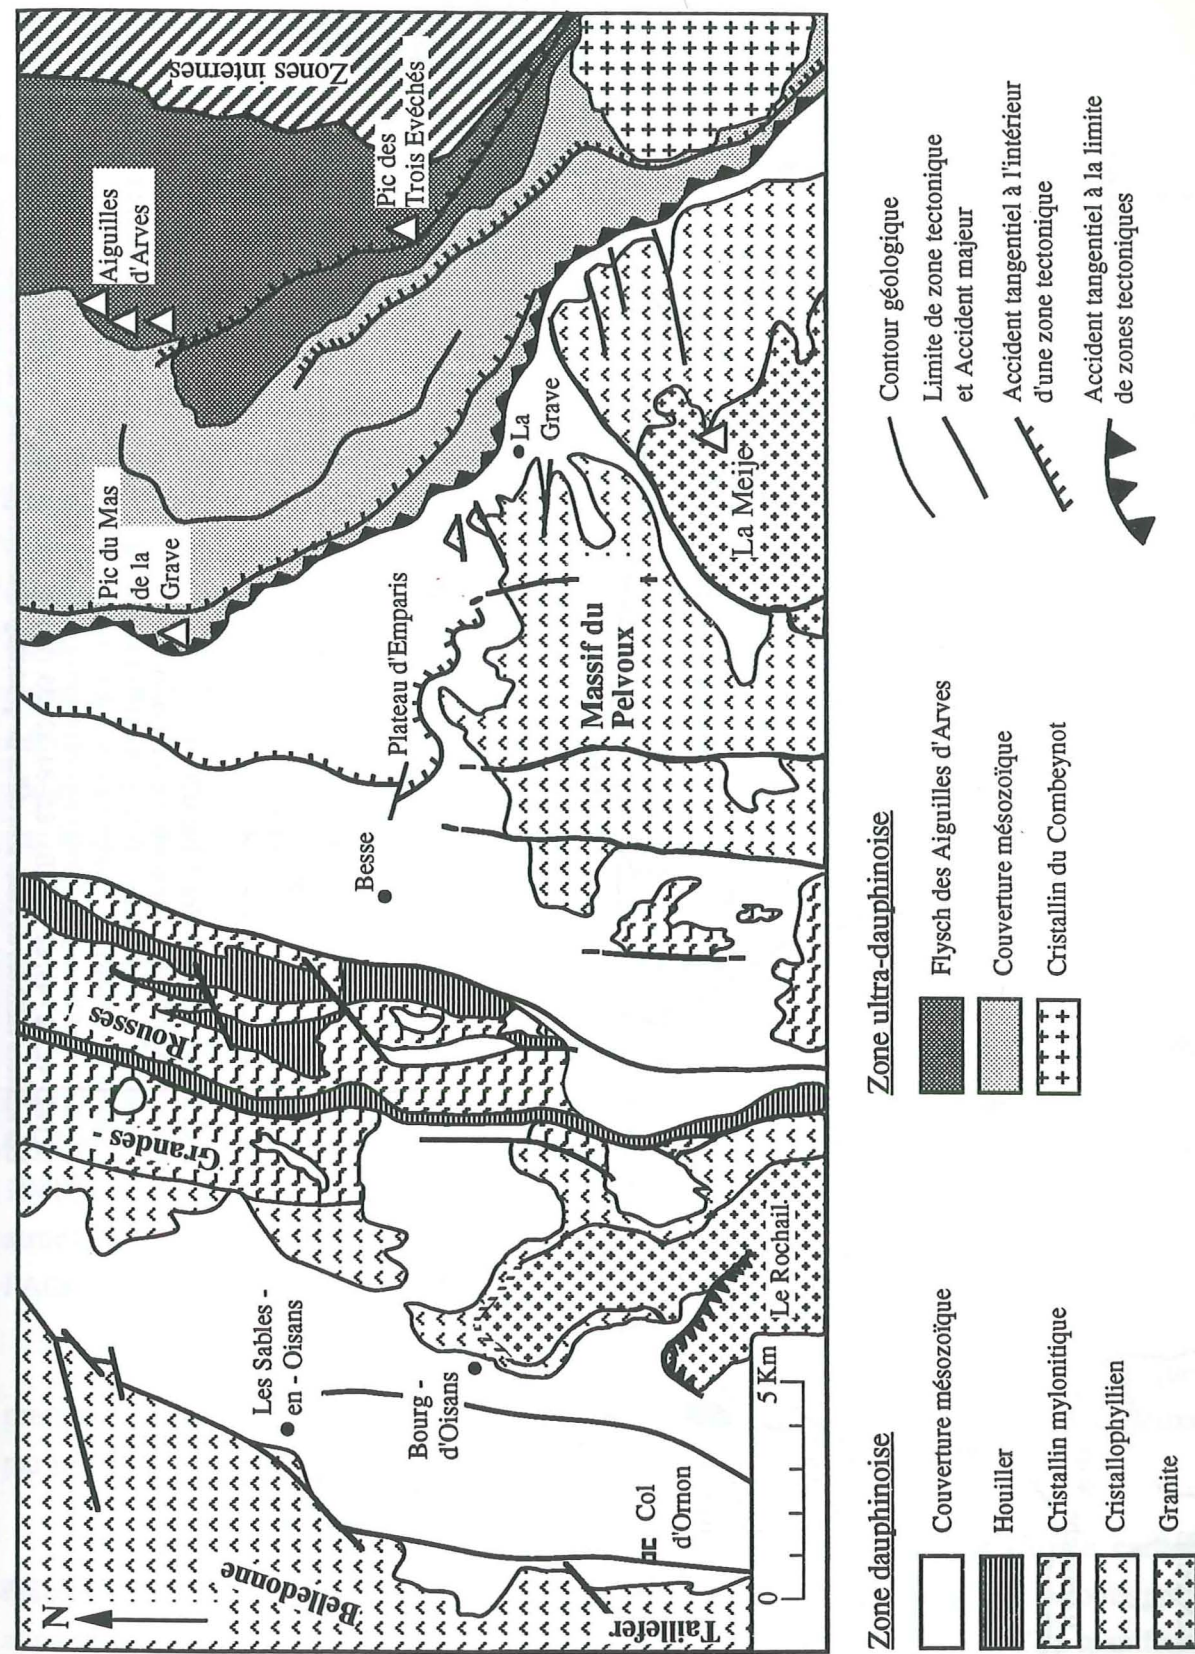 N
Belledonne
Taillefer
Les Sables -
en - Oisans
Bourg -
d'Oisans
Col
d'Ornon
0
5 Km
Le Rochail
Grandes -
Rousses
Besse
Plateau d'Emparis
Massif du
Pelvoux
Pic du Mas
de la
Grave
La
Grave
La Meije
Aiguilles
d'Arves
Pic des
Trois Evéchés
Zones internes
Zone dauphinoise
Couverture mésozoïque
Houiller
Cristallin mylonitique
Cristallophyllien
Granite
Zone ultra-dauphinoise
Flysch des Aiguilles d'Arves
Couverture mésozoïque
Cristallin du Combeynot
Contour géologique
Limite de zone tectonique
et Accident majeur
Accident tangentiel à l'intérieur
d'une zone tectonique
Accident tangentiel à la limite
de zones tectoniques